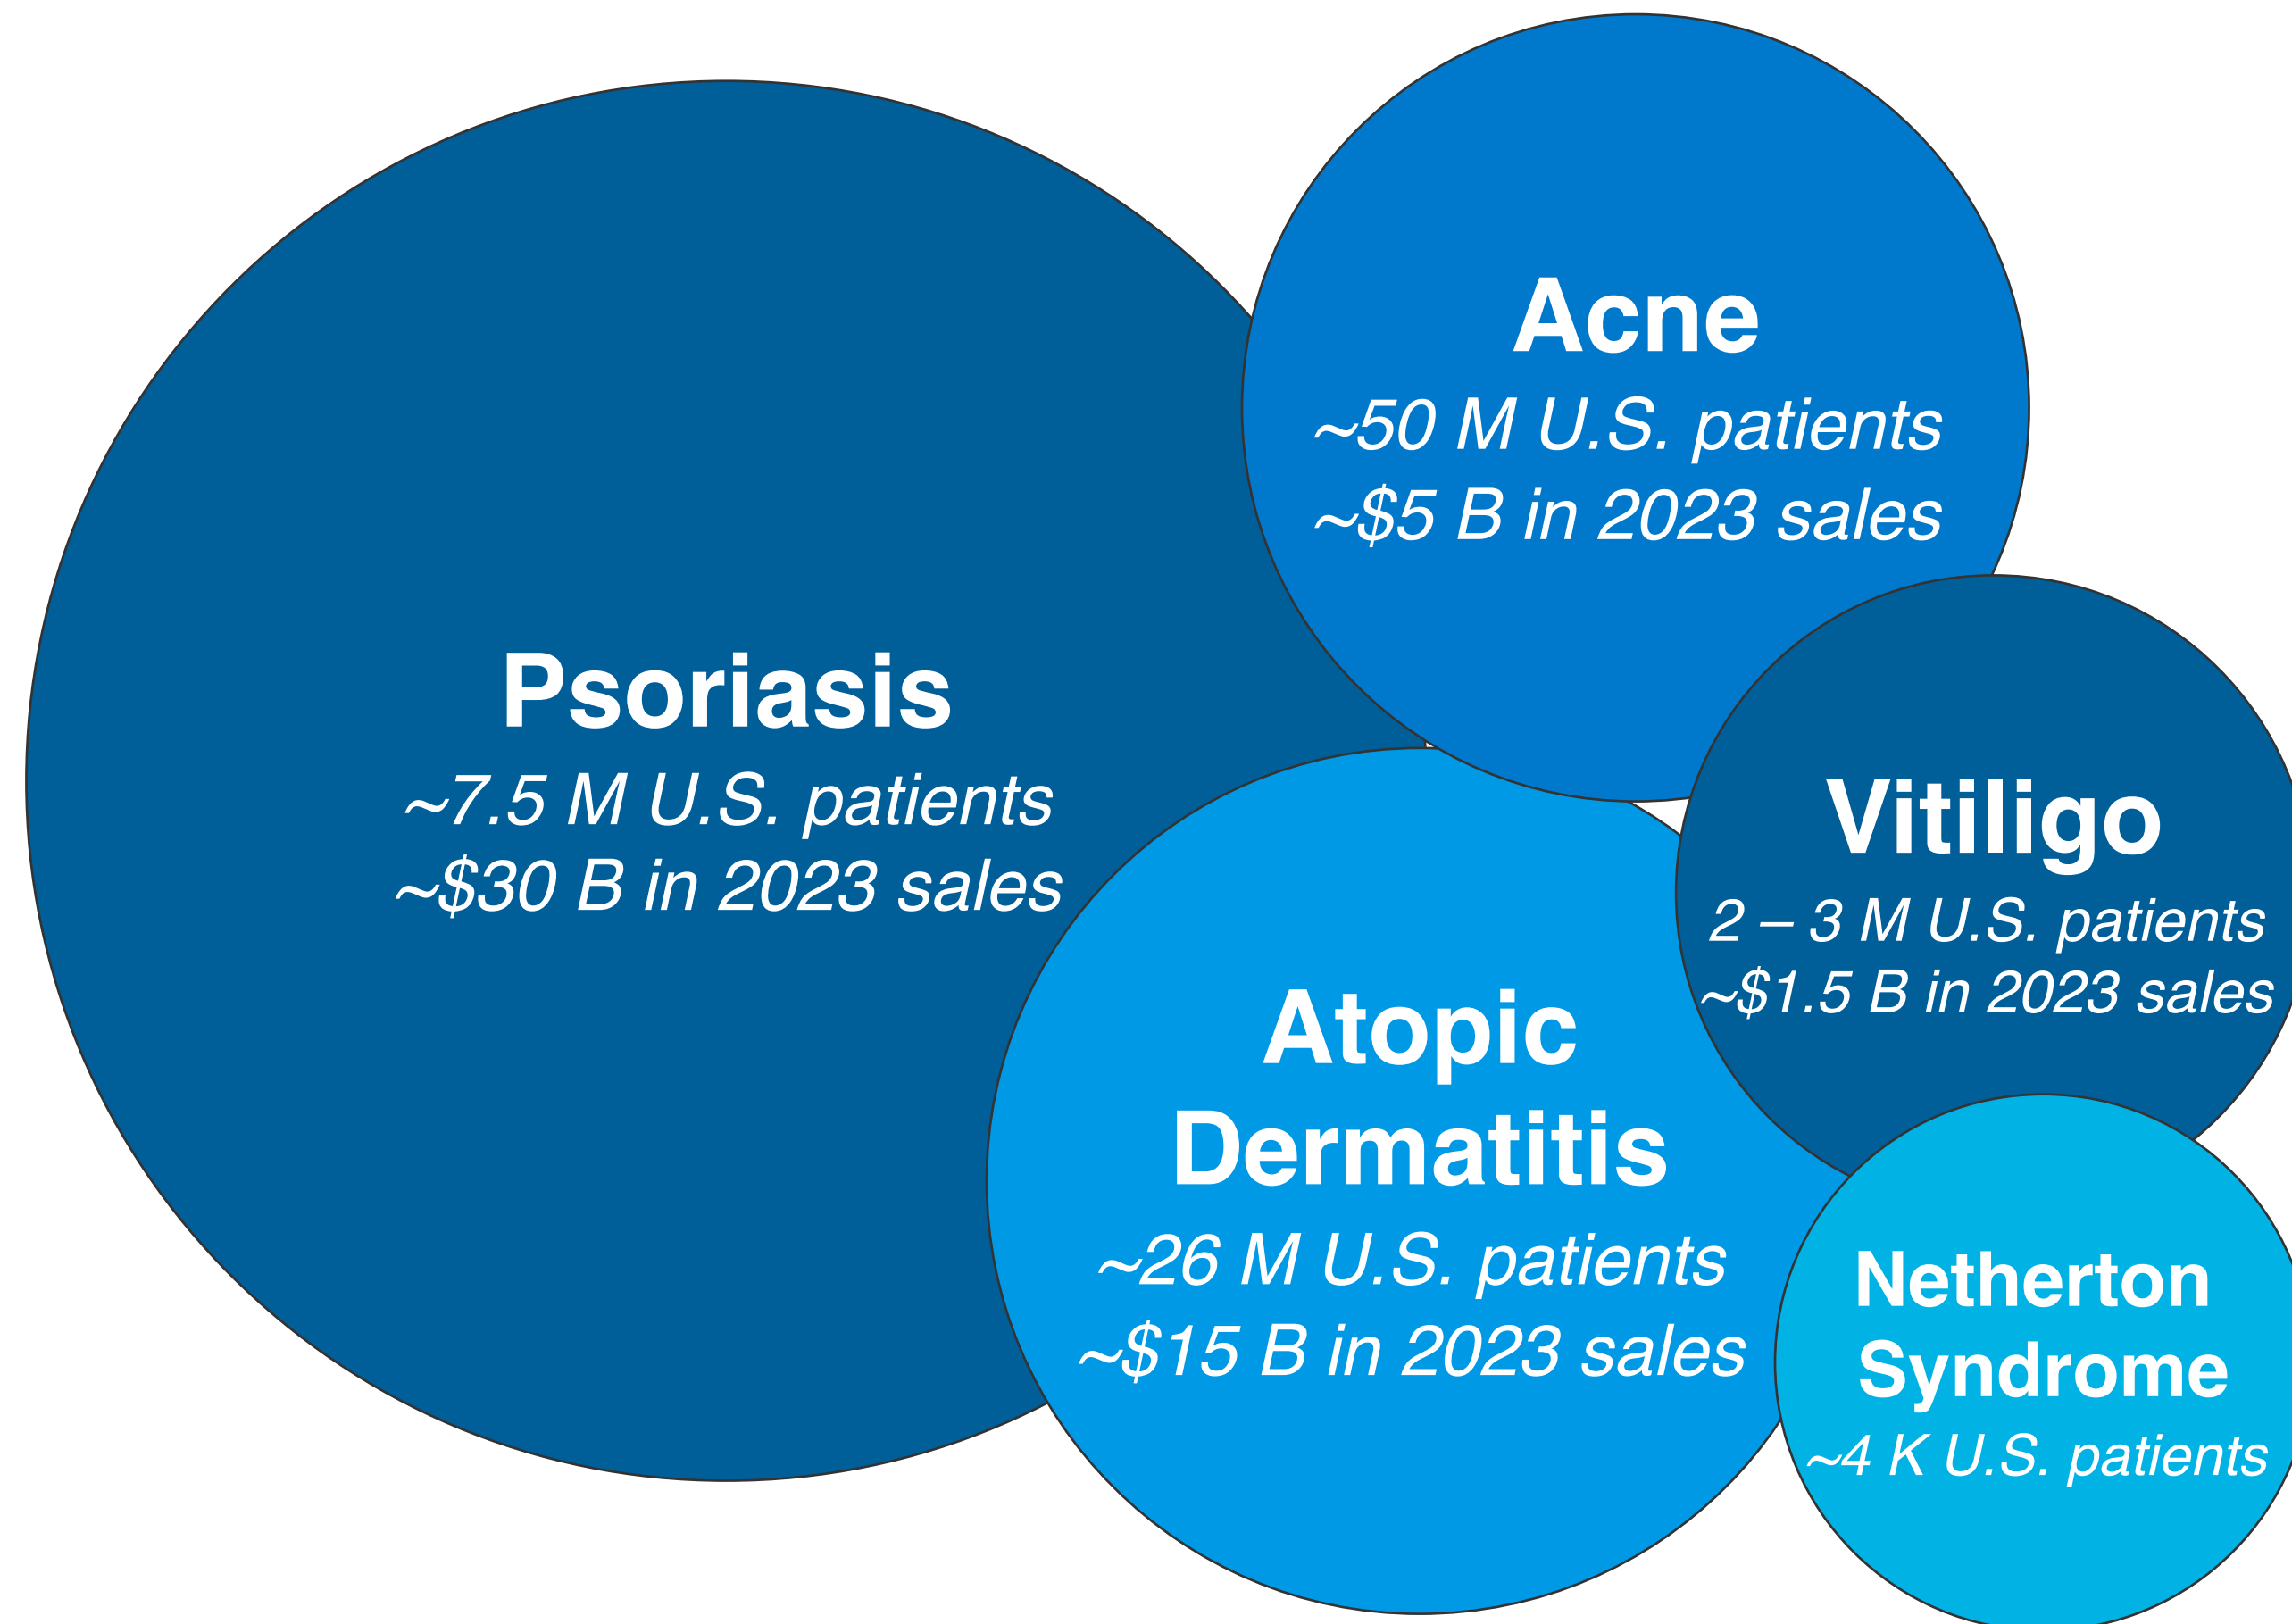 Acne
~50 M U.S. patients
~$5 B in 2023 sales
Psoriasis
~7.5 M U.S. patients
~$30 B in 2023 sales
Vitiligo
2 – 3 M U.S. patients
~$1.5 B in 2023 sales
Atopic
Dermatitis
~26 M U.S. patients
~$15 B in 2023 sales
Netherton
Syndrome
~4 K U.S. patients